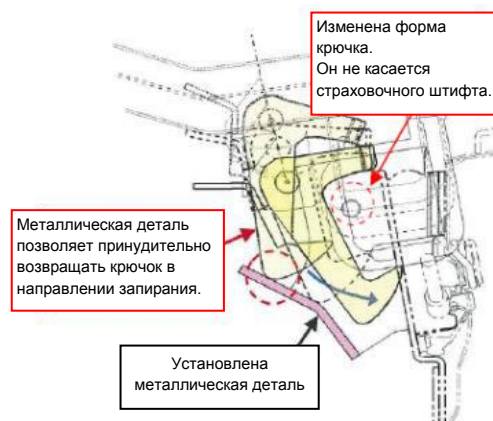 Изменена форма
крючка.
Он не касается
страховочного штифта.
Металлическая деталь
позволяет принудительно
возвращать крючок в
направлении запирания.
Установлена
металлическая деталь